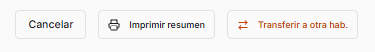 Cancelar
Imprimir resumen
Transferir a otra hab.